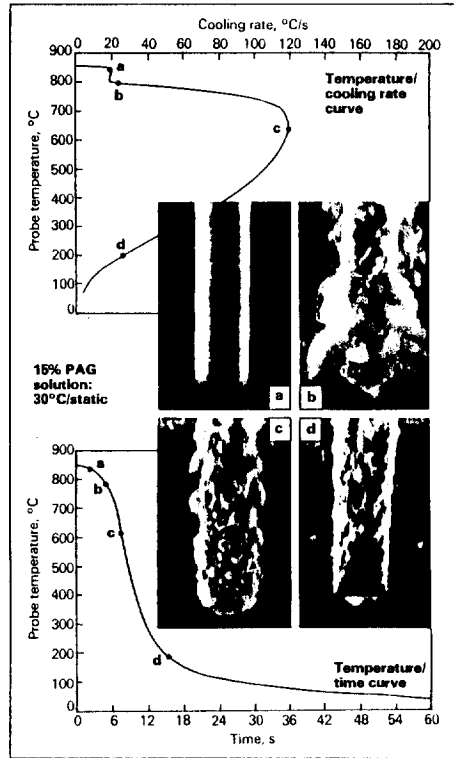 Cooling rate, °C/s
0 20 40 60 80 100 120 140 160 180 200
900
800
700
600
500
400
300
200
100
0
Probe temperature, °C
a
b
c
d
Temperature/
cooling rate
curve
a
b
15% PAG
solution:
30°C/static
c
d
900
800
700
600
500
400
300
200
100
0
Probe temperature, °C
a
b
c
d
Temperature/
time curve
0 6 12 18 24 30 36 42 48 54 60
Time, s